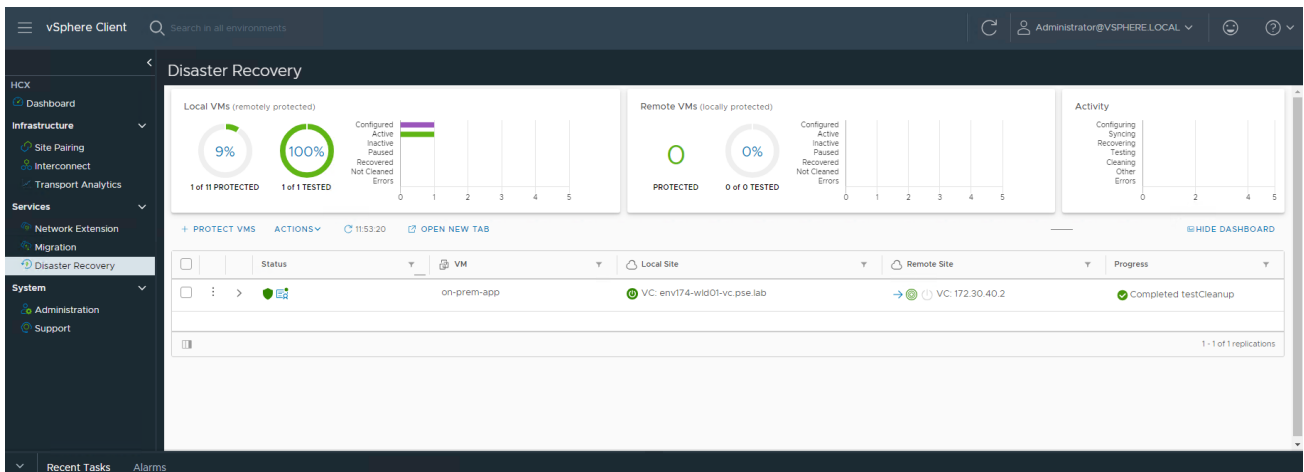 vSphere Client
Search in all environments
Administrator@VSPHERE.LOCAL
HCX
Dashboard
Infrastructure
Site Pairing
Interconnect
Transport Analytics
Services
Network Extension
Migration
Disaster Recovery
System
Administration
Support
Disaster Recovery
Local VMs (remotely protected)
9%
1 of 11 PROTECTED
100%
1 of 1 TESTED
Configured
Active
Inactive
Paused
Recovered
Not Cleaned
Errors
0 1 2 3 4 5
Remote VMs (locally protected)
0
PROTECTED
0%
0 of 0 TESTED
Configured
Active
Inactive
Paused
Recovered
Not Cleaned
Errors
0 1 2 3 4 5
Activity
Configuring
Syncing
Recovering
Testing
Cleaning
Other
Errors
0 2 4 5
+ PROTECT VMS ACTIONS 11:53:20 OPEN NEW TAB HIDE DASHBOARD
Status VM Local Site Remote Site Progress
on-prem-app VC: env174-wld01-vc.pse.lab VC: 172.30.40.2 Completed testCleanup
1 - 1 of 1 replications
Recent Tasks Alarms